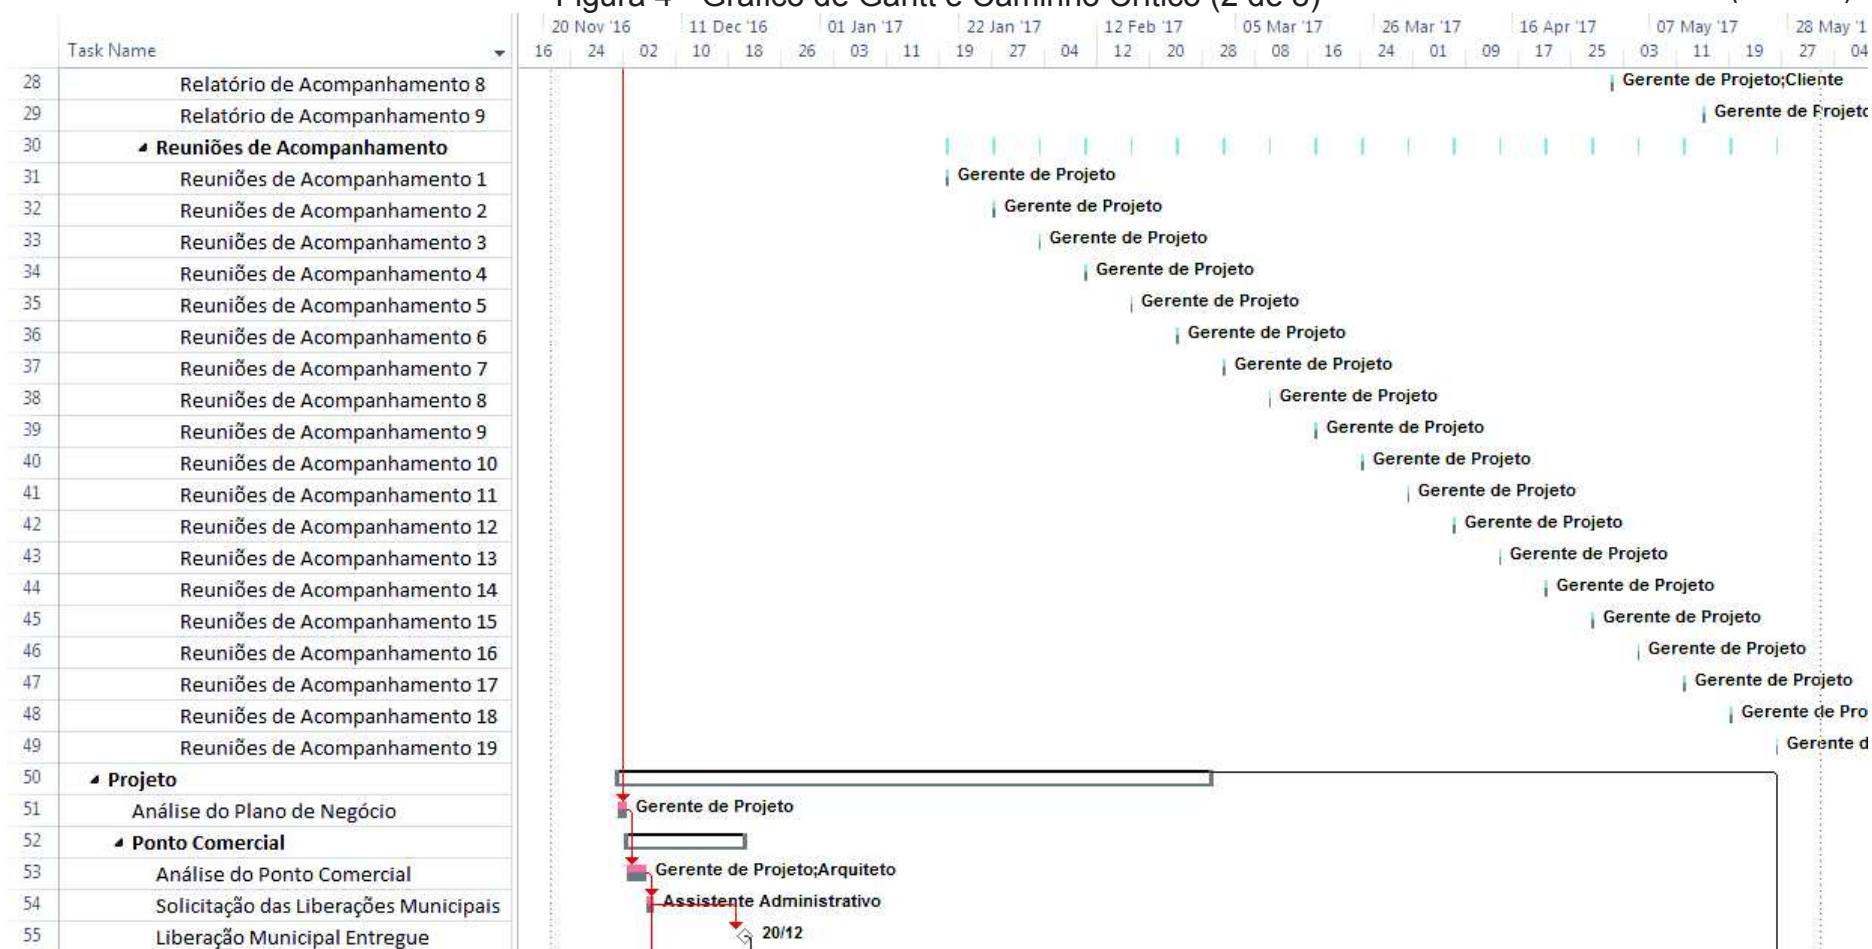 Figura 4 - Gráfico de Gantt e Caminho Crítico (2 de
20 Nov '16 11 Dec '16 01 Jan '17 22 Jan '17 12 Feb '17 05 Mar '17 26 Mar '17 16 Apr '17 07 May '17 28 May '1
Task Name 16 24 02 10 18 26 03 11 19 27 04 12 20 28 08 16 24 01 09 17 25 03 11 19 27 04
28 Relatório de Acompanhamento 8 Gerente de Projeto;Cliente
29 Relatório de Acompanhamento 9 Gerente de Projeto
30 Reuniões de Acompanhamento
31 Reuniões de Acompanhamento 1 Gerente de Projeto
32 Reuniões de Acompanhamento 2 Gerente de Projeto
33 Reuniões de Acompanhamento 3 Gerente de Projeto
34 Reuniões de Acompanhamento 4 Gerente de Projeto
35 Reuniões de Acompanhamento 5 Gerente de Projeto
36 Reuniões de Acompanhamento 6 Gerente de Projeto
37 Reuniões de Acompanhamento 7 Gerente de Projeto
38 Reuniões de Acompanhamento 8 Gerente de Projeto
39 Reuniões de Acompanhamento 9 Gerente de Projeto
40 Reuniões de Acompanhamento 10 Gerente de Projeto
41 Reuniões de Acompanhamento 11 Gerente de Projeto
42 Reuniões de Acompanhamento 12 Gerente de Projeto
43 Reuniões de Acompanhamento 13 Gerente de Projeto
44 Reuniões de Acompanhamento 14 Gerente de Projeto
45 Reuniões de Acompanhamento 15 Gerente de Projeto
46 Reuniões de Acompanhamento 16 Gerente de Projeto
47 Reuniões de Acompanhamento 17 Gerente de Projeto
48 Reuniões de Acompanhamento 18 Gerente de Pro
49 Reuniões de Acompanhamento 19 Gerente d
50 Projeto
51 Análise do Plano de Negócio Gerente de Projeto
52 Ponto Comercial
53 Análise do Ponto Comercial Gerente de Projeto;Arquiteto
54 Solicitação das Liberações Municipais Assistente Administrativo
55 Liberação Municipal Entregue 20/12